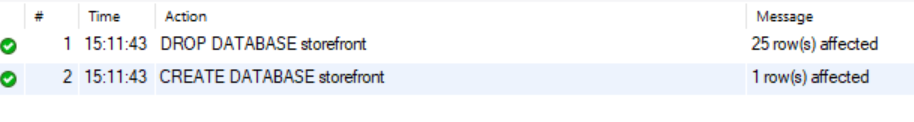 # Time Action Message
1 15:11:43 DROP DATABASE storefront 25 row(s) affected
2 15:11:43 CREATE DATABASE storefront 1 row(s) affected